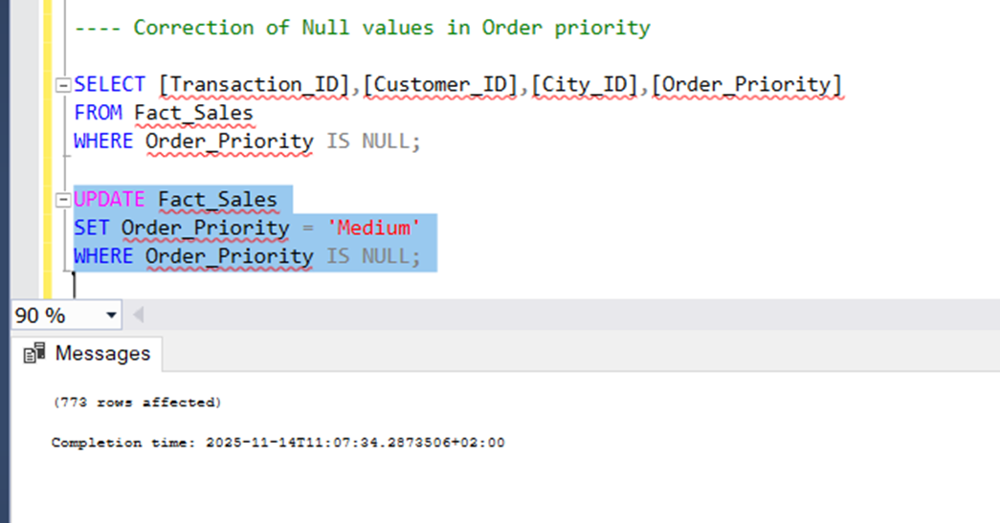 ---- Correction of Null values in Order priority
SELECT [Transaction_ID],[Customer_ID],[City_ID],[Order_Priority]
FROM Fact_Sales
WHERE Order_Priority IS NULL;
UPDATE Fact_Sales
SET Order_Priority = 'Medium'
WHERE Order_Priority IS NULL;
90 %
Messages
(773 rows affected)
Completion time: 2025-11-14T11:07:34.2873506+02:00